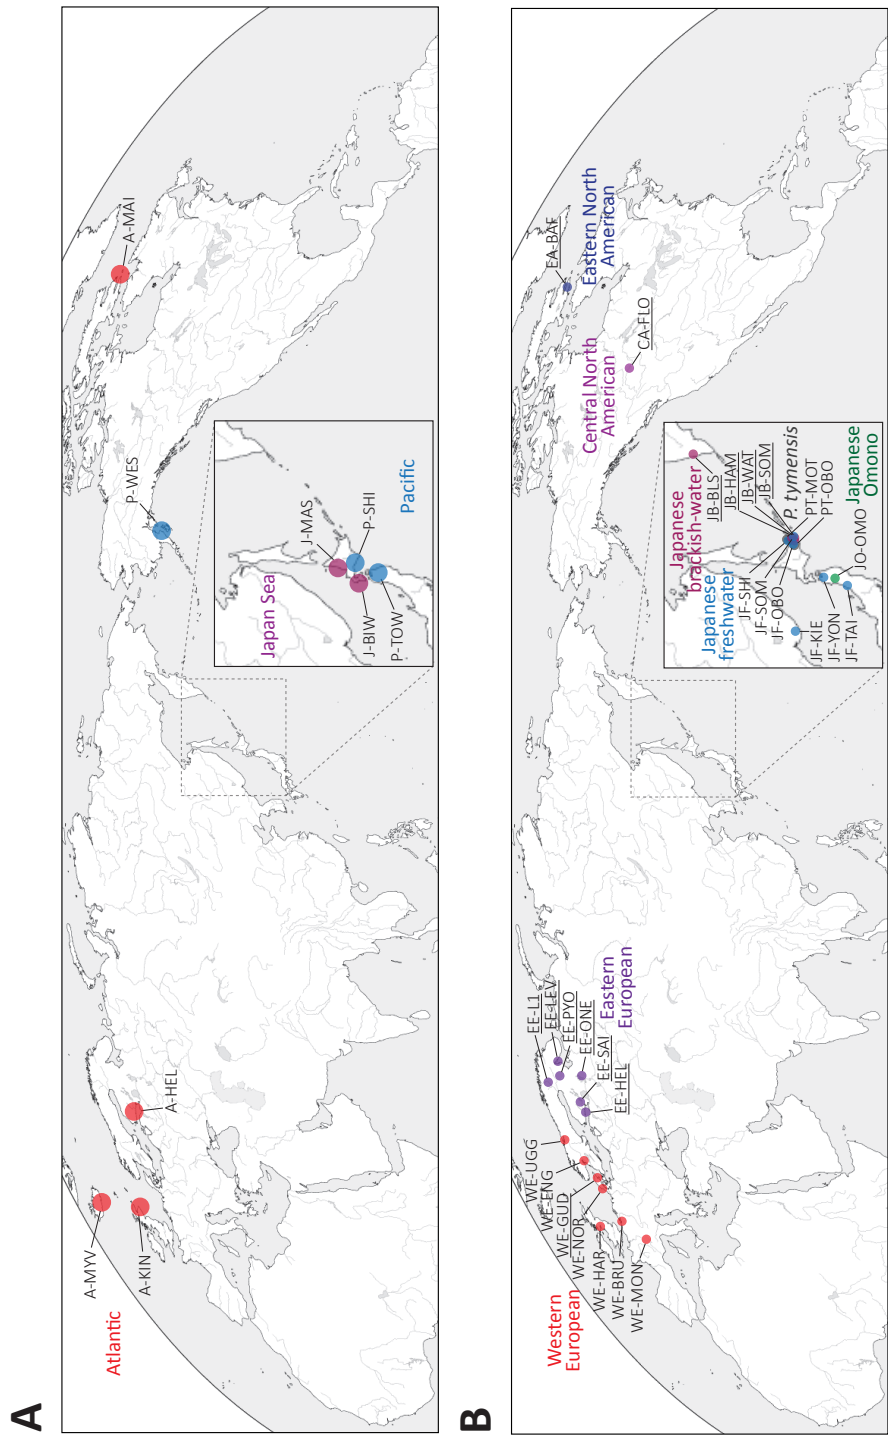 A
Atlantic
A-MYV
A-KIN
A-HEL
Japan Sea
J-MAS
J-BIW
P-SHI
P-TOW
Pacific
P-WES
A-MAI
B
Western
European
WE-UGG
WE-ENG
WE-GUD
WE-NOR
WE-HAR
WE-BRU
WE-MON
EE-L1
EE-LEV
EE-PYO
EE-ONE
EE-SAI
EE-HEL
Eastern
European
Japanese
freshwater
Japanese
brackish-water
JB-BLS
JB-HAM
JB-WAT
JB-SOM
P. tymensis
PT-MOT
PT-OBO
JF-SHI
JF-SOM
JF-OBO
JF-KIE
JF-YON
JF-TAI
JO-OMO
Japanese
Omono
Central North
American
CA-FLO
EA-BAF
Eastern North
American